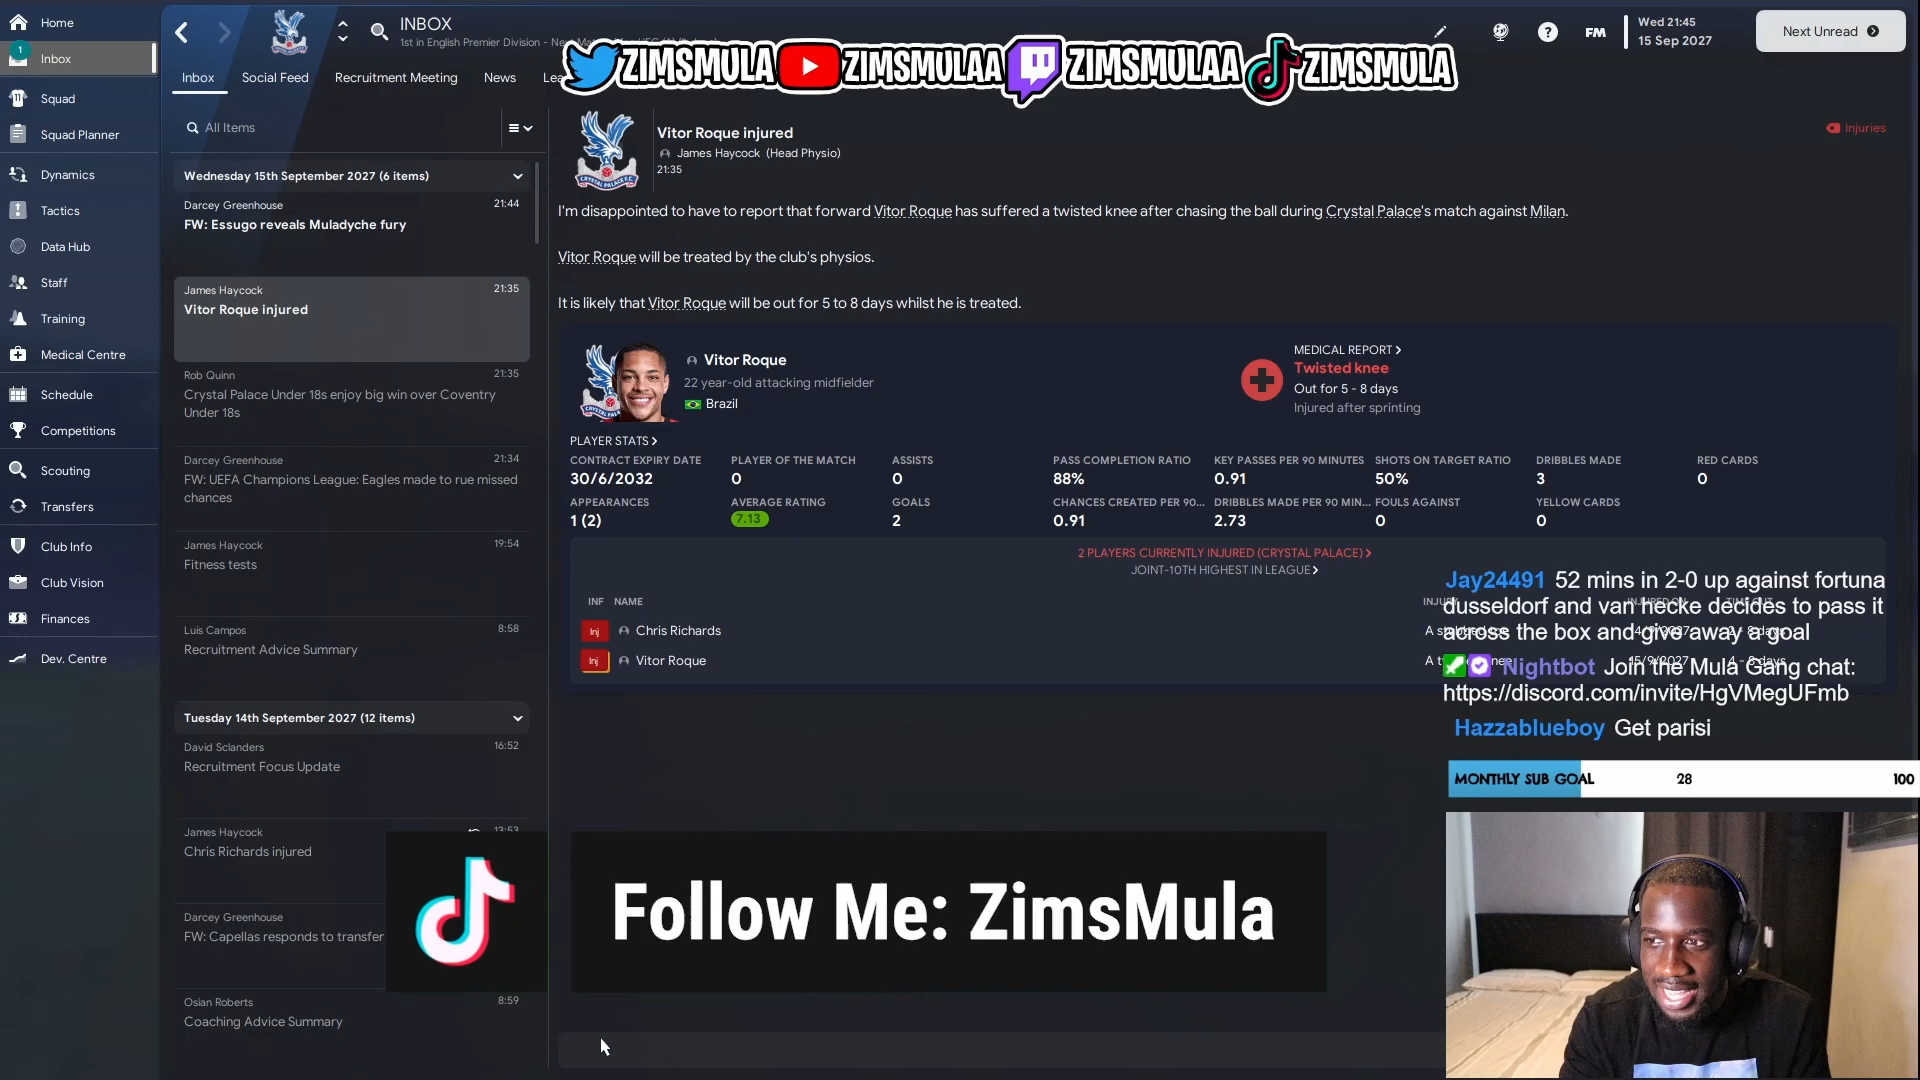 Home
INBOX
1st in English Premier Division -
Wed 21:45
15 Sep 2027
FM
Next Unread
1
Inbox
Inbox
Social Feed
Recruitment Meeting
News
ZIMSMULA
ZIMSMULAA
ZIMSMULAA
ZIMSMULA
All Items
Squad
Squad Planner
Dynamics
Tactics
Data Hub
Staff
Training
Medical Centre
Schedule
Competitions
Scouting
Transfers
Club Info
Club Vision
Finances
Dev. Centre
Wednesday 15th September 2027 (6 items)
Darcey Greenhouse 21:44
FW: Essugo reveals Muladyche fury
James Haycock 21:35
Vitor Roque injured
Rob Quinn 21:35
Crystal Palace Under 18s enjoy big win over Coventry
Under 18s
Darcey Greenhouse 21:34
FW: UEFA Champions League: Eagles made to rue missed
chances
James Haycock 19:54
Fitness tests
Luis Campos 8:58
Recruitment Advice Summary
Tuesday 14th September 2027 (12 items)
David Sclanders 16:52
Recruitment Focus Update
James Haycock 13:53
Chris Richards injured
Darcey Greenhouse
FW: Capellas responds to transfer
Osian Roberts 8:59
Coaching Advice Summary
CRYSTAL PALACE F.C.
Vitor Roque injured
James Haycock (Head Physio)
21:35
Injuries
I'm disappointed to have to report that forward Vitor Roque has suffered a twisted knee after chasing the ball during Crystal Palace's match against Milan.
Vitor Roque will be treated by the club's physios.
It is likely that Vitor Roque will be out for 5 to 8 days whilst he is treated.
Vitor Roque
22 year-old attacking midfielder
Brazil
MEDICAL REPORT
Twisted knee
Out for 5 - 8 days
Injured after sprinting
PLAYER STATS
CONTRACT EXPIRY DATE PLAYER OF THE MATCH ASSISTS PASS COMPLETION RATIO KEY PASSES PER 90 MINUTES SHOTS ON TARGET RATIO DRIBBLES MADE RED CARDS
30/6/2032 0 0 88% 0.91 50% 3 0
APPEARANCES AVERAGE RATING GOALS CHANCES CREATED PER 90... DRIBBLES MADE PER 90 MIN... FOULS AGAINST YELLOW CARDS
1 (2) 7.13 2 0.91 2.73 0 0
2 PLAYERS CURRENTLY INJURED (CRYSTAL PALACE)
JOINT-10TH HIGHEST IN LEAGUE
INF NAME
Inj Chris Richards
Inj Vitor Roque
Jay24491 52 mins in 2-0 up against fortuna
dusseldorf and van hecke decides to pass it
across the box and give away a goal
Nightbot Join the Mula Gang chat:
https://discord.com/invite/HgVMegUFmb
Hazzablueboy Get parisi
MONTHLY SUB GOAL 28 100
Follow Me: ZimsMula